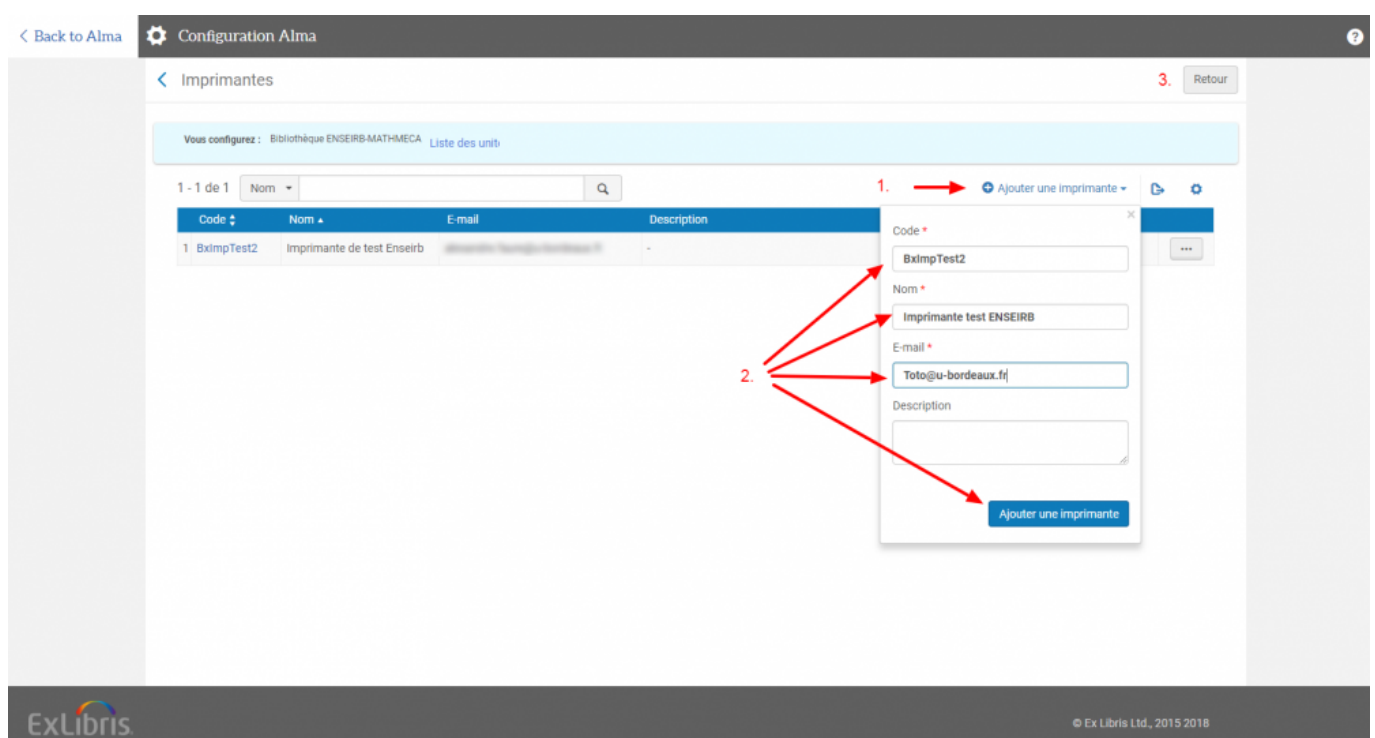 < Back to Alma
Configuration Alma
?
Imprimantes
3. Retour
Vous configurez : Bibliothèque ENSEIRB-MATHMECA Liste des unit
1 - 1 de 1 Nom
1. Ajouter une imprimante
Code Nom E-mail Description
1 BxImpTest2 Imprimante de test Enseirb - ...
×
Code *
BxImpTest2
Nom *
Imprimante test ENSEIRB
E-mail *
2. Toto@u-bordeaux.fr
Description
Ajouter une imprimante
ExLibris.
© Ex Libris Ltd., 2015 2018